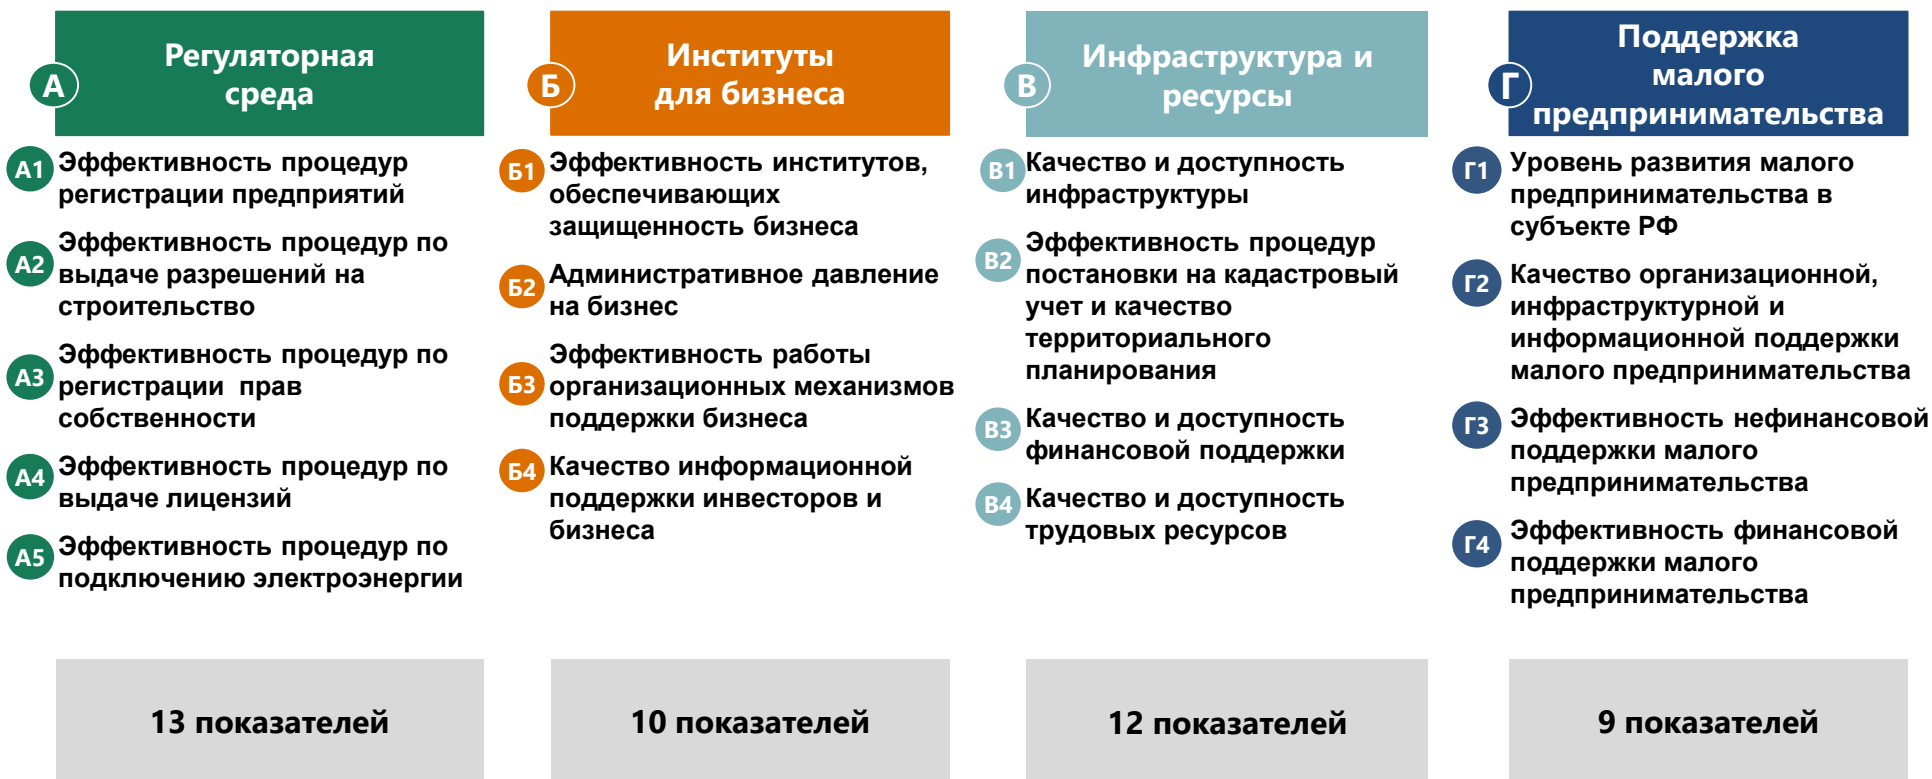 А
Регуляторная
среда
А1
Эффективность процедур
регистрации предприятий
А2
Эффективность процедур по
выдаче разрешений на
строительство
А3
Эффективность процедур по
регистрации прав
собственности
А4
Эффективность процедур по
выдаче лицензий
А5
Эффективность процедур по
подключению электроэнергии
13 показателей
Б
Институты
для бизнеса
Б1
Эффективность институтов,
обеспечивающих
защищенность бизнеса
Б2
Административное давление
на бизнес
Б3
Эффективность работы
организационных механизмов
поддержки бизнеса
Б4
Качество информационной
поддержки инвесторов и
бизнеса
10 показателей
В
Инфраструктура и
ресурсы
В1
Качество и доступность
инфраструктуры
В2
Эффективность процедур
постановки на кадастровый
учет и качество
территориального
планирования
В3
Качество и доступность
финансовой поддержки
В4
Качество и доступность
трудовых ресурсов
12 показателей
Г
Поддержка
малого
предпринимательства
Г1
Уровень развития малого
предпринимательства в
субъекте РФ
Г2
Качество организационной,
инфраструктурной и
информационной поддержки
малого предпринимательства
Г3
Эффективность нефинансовой
поддержки малого
предпринимательства
Г4
Эффективность финансовой
поддержки малого
предпринимательства
9 показателей